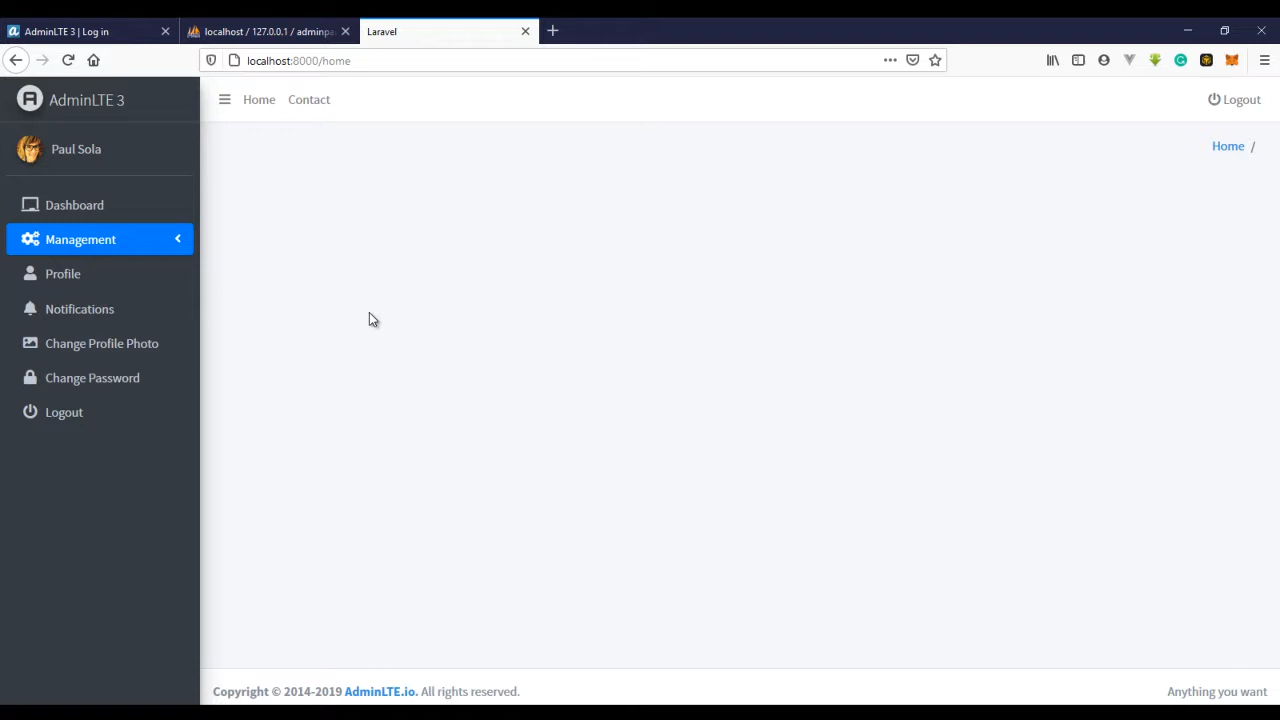 AdminLTE 3 | Log in
localhost / 127.0.0.1 / adminpa
Laravel
localhost:8000/home
AdminLTE 3
Home
Contact
Logout
Paul Sola
Home /
Dashboard
Management
Profile
Notifications
Change Profile Photo
Change Password
Logout
Copyright © 2014-2019 AdminLTE.io. All rights reserved.
Anything you want